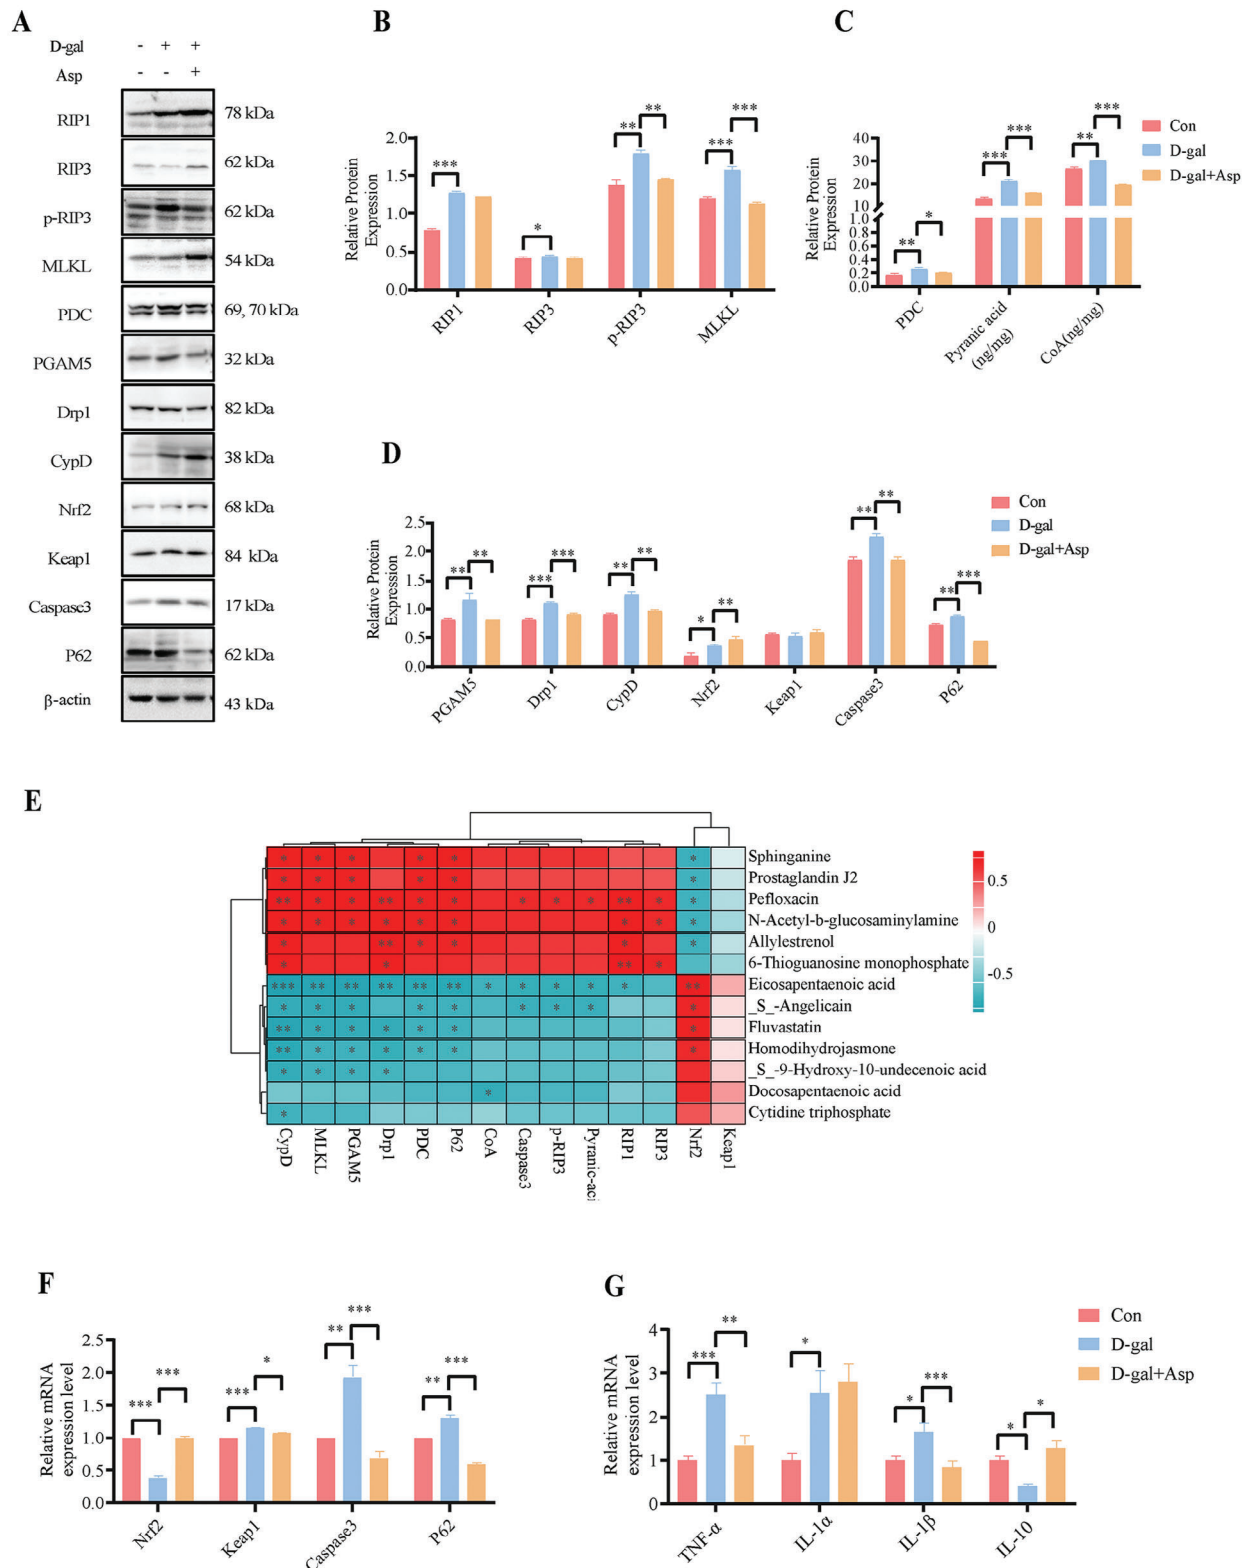 A
D-gal - + +
Asp - - +
RIP1 78 kDa
RIP3 62 kDa
p-RIP3 62 kDa
MLKL 54 kDa
PDC 69, 70 kDa
PGAM5 32 kDa
Drp1 82 kDa
CypD 38 kDa
Nrf2 68 kDa
Keap1 84 kDa
Caspase3 17 kDa
P62 62 kDa
β-actin 43 kDa
B
Relative Protein
Expression
2.0
1.5
1.0
0.5
0.0
*** * ** ** *** ***
RIP1 RIP3 p-RIP3 MLKL
C
Relative Protein
Expression
40
30
20
10
1.0
0.8
0.6
0.4
0.2
0.0
** * *** *** ** ***
PDC
Pyranic acid
(ng/mg)
CoA(ng/mg)
Con
D-gal
D-gal+Asp
D
Relative Protein
Expression
2.5
2.0
1.5
1.0
0.5
0.0
** ** *** *** ** ** * ** ** ** ** ***
PGAM5 Drp1 CypD Nrf2 Keap1 Caspase3 P62
Con
D-gal
D-gal+Asp
E
Sphinganine
Prostaglandin J2
Pefloxacin
N-Acetyl-b-glucosaminylamine
Allylestrenol
6-Thioguanosine monophosphate
Eicosapentaenoic acid
_S_-Angelicain
Fluvastatin
Homodihydrojasmone
_S_-9-Hydroxy-10-undecenoic acid
Docosapentaenoic acid
Cytidine triphosphate
CypD MLKL PGAM5 Drp1 PDC P62 CoA Caspase3 p-RIP3 Pyranic-aci RIP1 RIP3 Nrf2 Keap1
0.5
0
-0.5
F
Relative mRNA
expression level
2.5
2.0
1.5
1.0
0.5
0.0
*** *** *** * ** *** ** ***
Nrf2 Keap1 Caspase3 P62
G
Relative mRNA
expression level
4
3
2
1
0
*** ** * * *** * *
TNF-α IL-1α IL-1β IL-10
Con
D-gal
D-gal+Asp